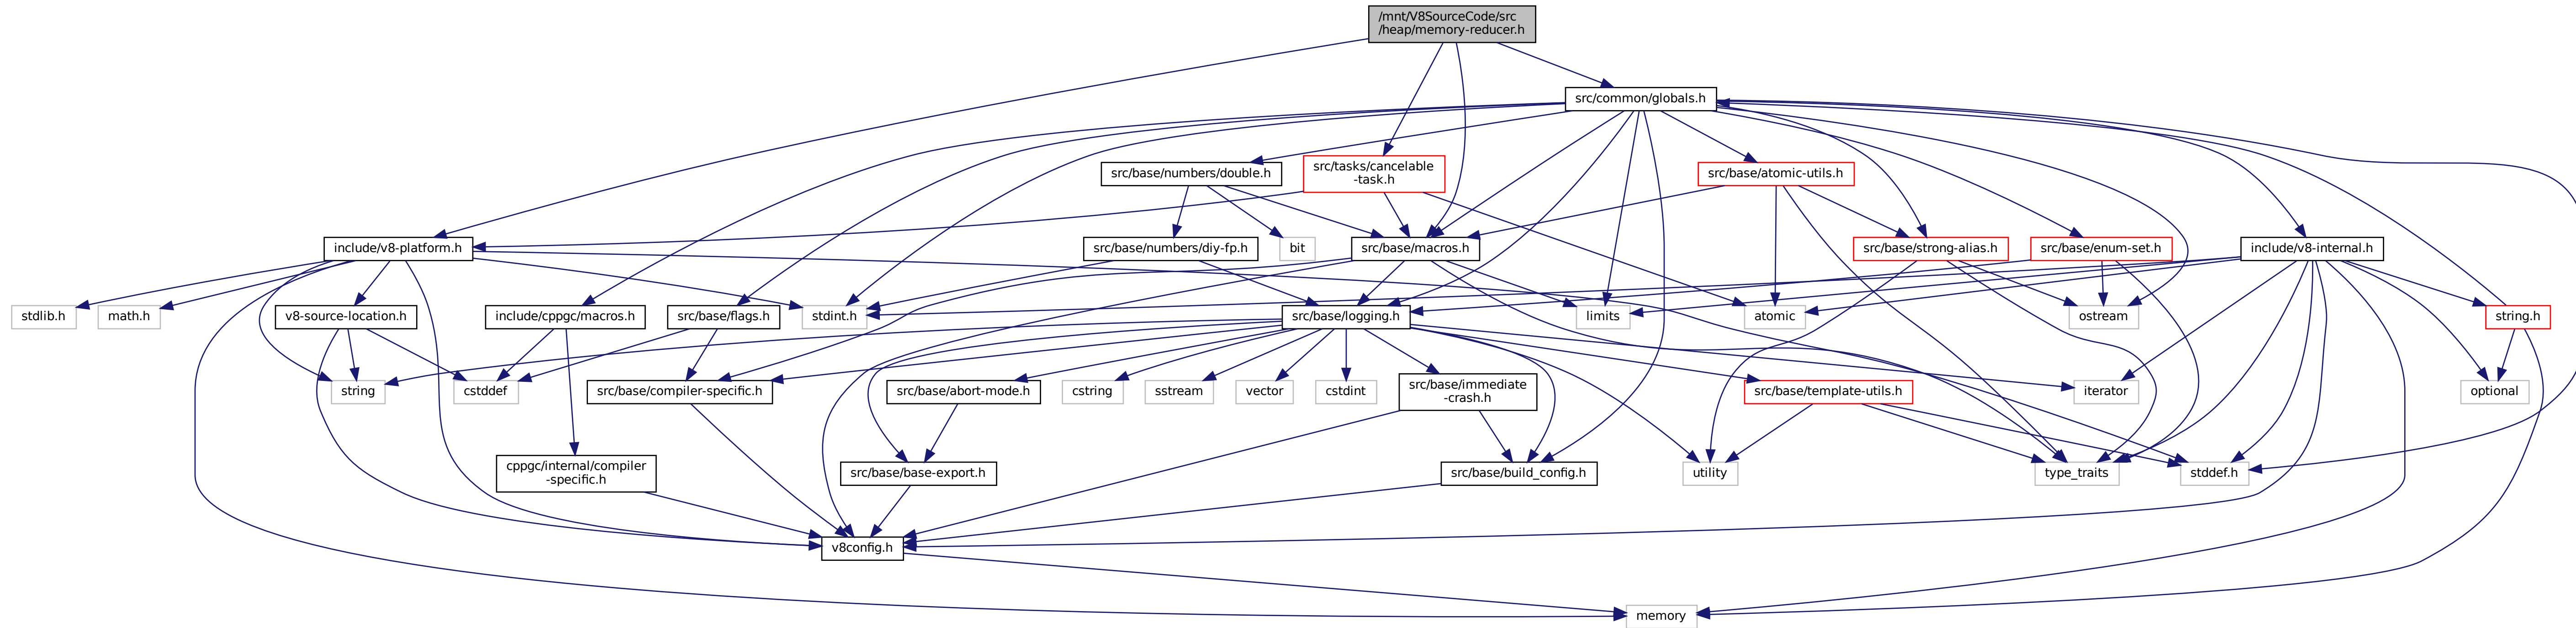 /mnt/V8SourceCode/src
/heap/memory-reducer.h
src/common/globals.h
src/base/numbers/double.h
src/tasks/cancelable
-task.h
src/base/atomic-utils.h
include/v8-platform.h
src/base/numbers/diy-fp.h
bit
src/base/macros.h
src/base/strong-alias.h
src/base/enum-set.h
include/v8-internal.h
stdlib.h
math.h
v8-source-location.h
include/cppgc/macros.h
src/base/flags.h
stdint.h
src/base/logging.h
limits
atomic
ostream
string.h
string
cstddef
src/base/compiler-specific.h
src/base/abort-mode.h
cstring
sstream
vector
cstdint
src/base/immediate
-crash.h
src/base/template-utils.h
iterator
optional
cppgc/internal/compiler
-specific.h
src/base/base-export.h
src/base/build_config.h
utility
type_traits
stddef.h
v8config.h
memory